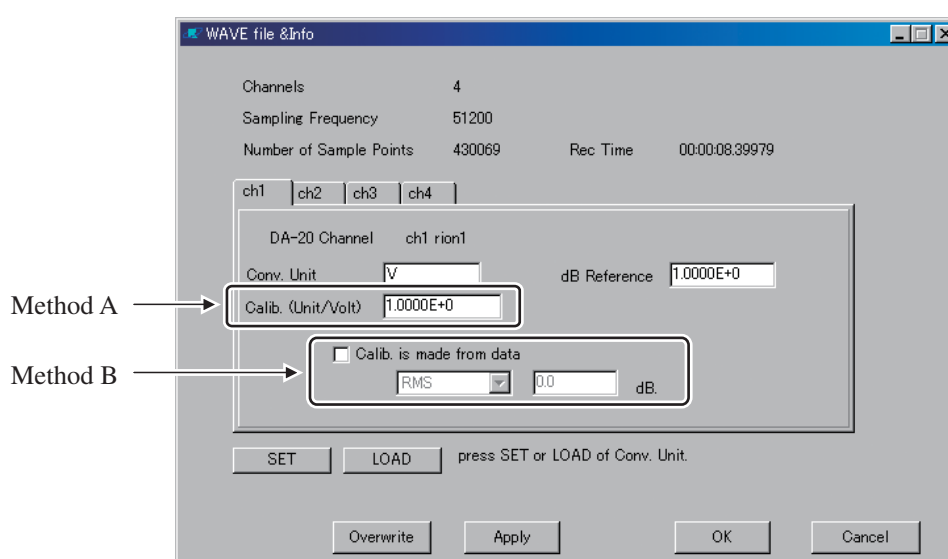 WAVE file &Info
Channels 4
Sampling Frequency 51200
Number of Sample Points 430069 Rec Time 00:00:08.39979
ch1 ch2 ch3 ch4
DA-20 Channel ch1 rion1
Conv. Unit V dB Reference 1.0000E+0
Method A Calib. (Unit/Volt) 1.0000E+0
Calib. is made from data
Method B RMS 0.0 dB.
SET LOAD press SET or LOAD of Conv. Unit.
Overwrite Apply OK Cancel